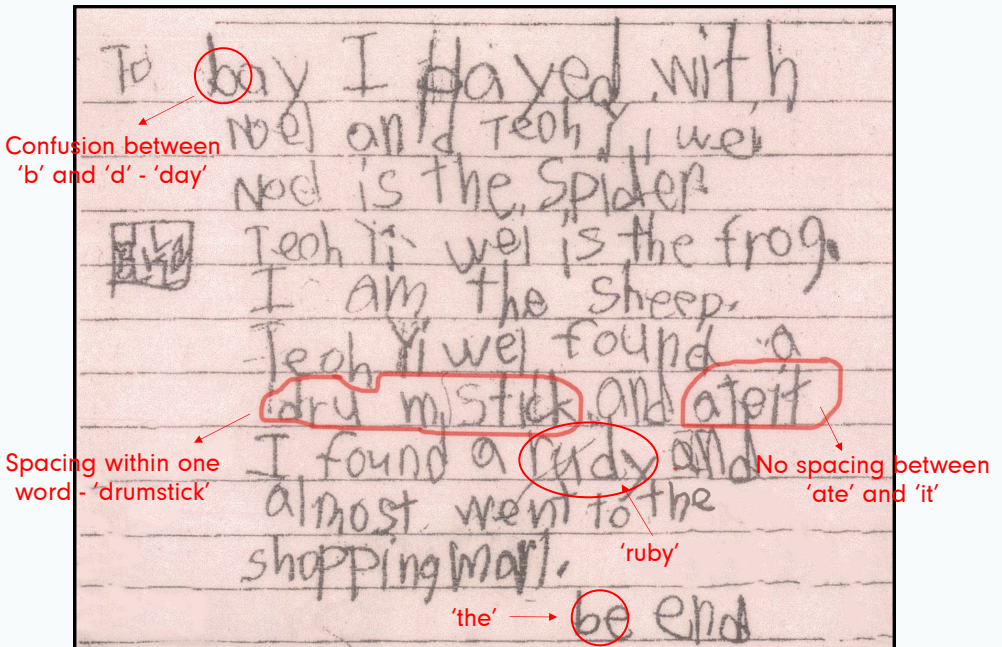 To bay I played with
Noel and Teoh Yi wei
Noel is the Spider
Teoh Yi wei is the frog.
I am the sheep.
Teoh Yi wei found a
dry m stick and ateit
I found a rudy and
almost went to the
shopping marl.
be end
Confusion between
'b' and 'd' - 'day'
Spacing within one
word - 'drumstick'
No spacing between
'ate' and 'it'
'ruby'
'the'